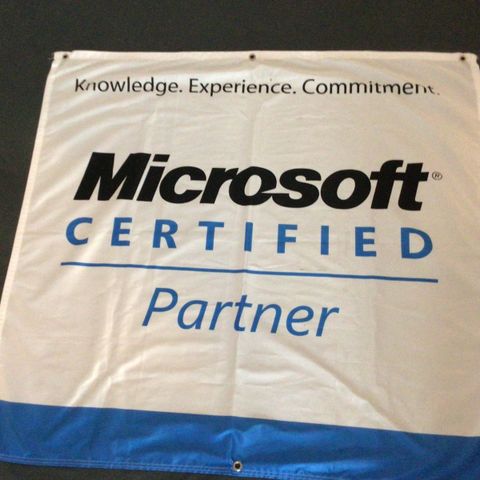 Knowledge. Experience. Commitment.
Microsoft®
CERTIFIED
Partner